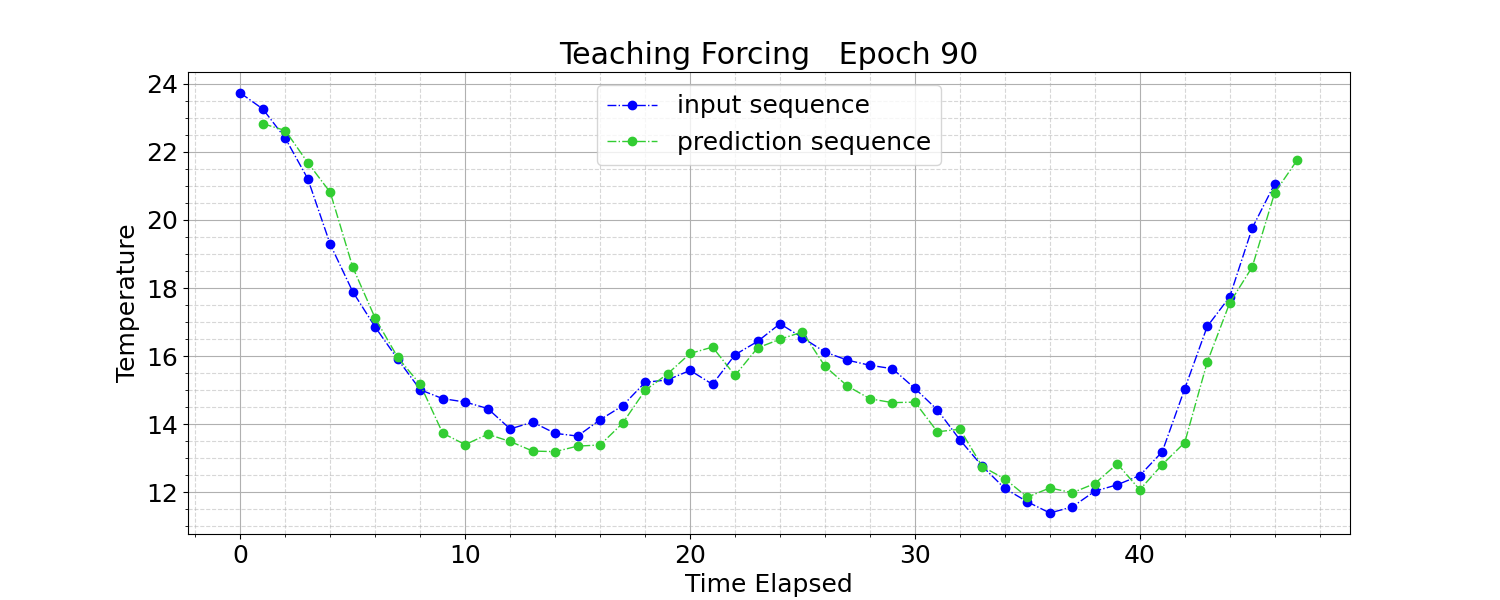 Teaching Forcing   Epoch 90
input sequence
prediction sequence
Temperature
24
22
20
18
16
14
12
0 10 20 30 40
Time Elapsed